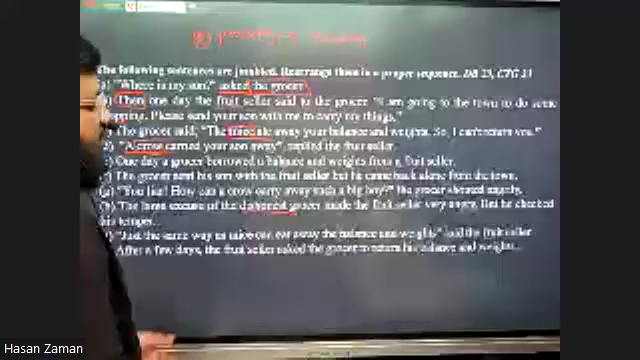 The following sentences are jumbled. Rearrange them in a proper sequence. DB 23, CTG 23
"Where is my son?" asked the grocer.
Then one day the fruit seller said to the grocer "I am going to the town to do some
shopping. Please send your son with me to carry my things."
The grocer said, "The mice ate away your balance and weights. So, I can't return you."
"A crow carried your son away", replied the fruit seller.
One day a grocer borrowed a balance and weights from a fruit seller.
The grocer sent his son with the fruit seller but he came back alone from the town.
"You liar! How can a crow carry away such a big boy?" the grocer shouted angrily.
(h) The lame excuse of the dishonest grocer made the fruit seller very angry. But he checked
his temper.
"Just the same way as mice can eat away the balance and weights" said the fruit seller.
After a few days, the fruit seller asked the grocer to return his balance and weights.
Hasan Zaman